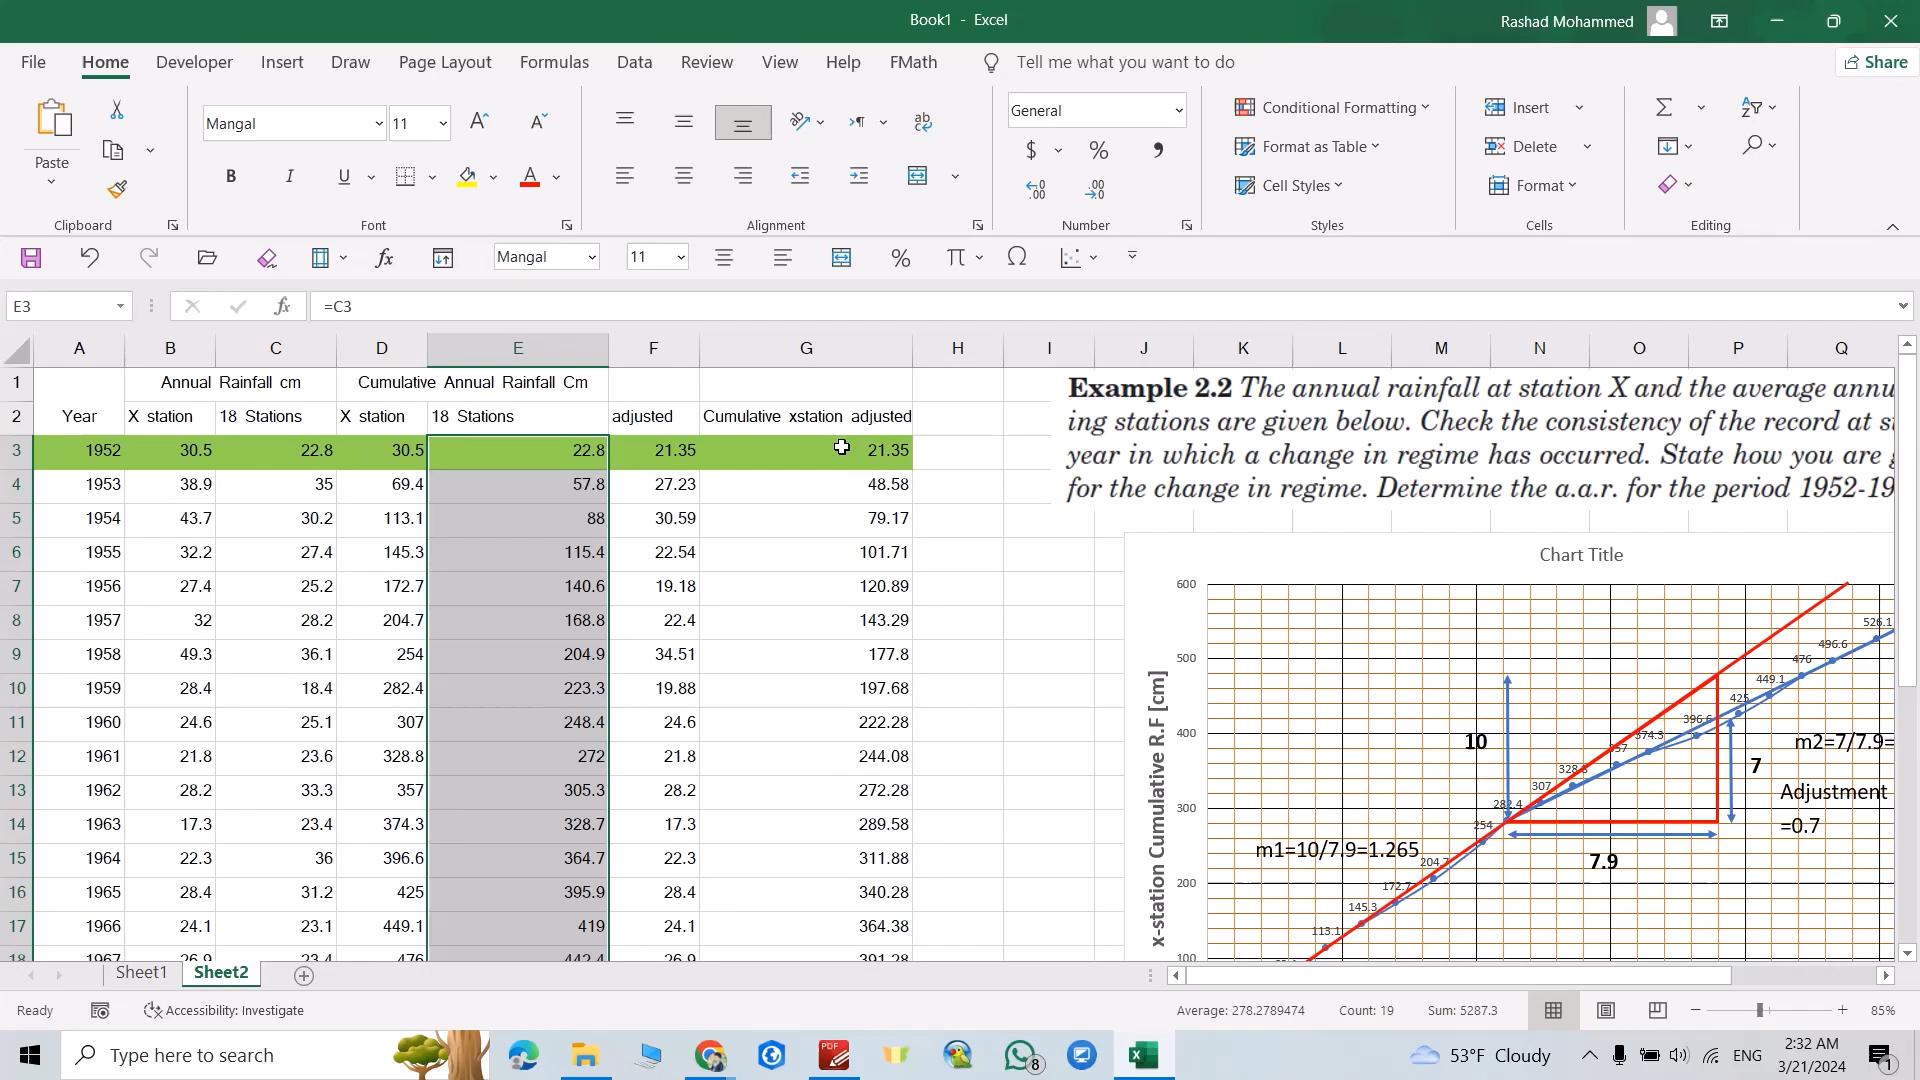 Book1 - Excel
Rashad Mohammed
File Home Developer Insert Draw Page Layout Formulas Data Review View Help FMath Tell me what you want to do Share
Paste
Clipboard
Mangal 11
B I U A
Font
Alignment
General
$ % 9
Number
Conditional Formatting
Format as Table
Cell Styles
Styles
Insert
Delete
Format
Cells
Editing
Mangal 11
E3 fx =C3
A B C D E F G H I J K L M N O P Q
1 Annual Rainfall cm Cumulative Annual Rainfall Cm
2 Year X station 18 Stations X station 18 Stations adjusted Cumulative xstation adjusted
3 1952 30.5 22.8 30.5 22.8 21.35 21.35
4 1953 38.9 35 69.4 57.8 27.23 48.58
5 1954 43.7 30.2 113.1 88 30.59 79.17
6 1955 32.2 27.4 145.3 115.4 22.54 101.71
7 1956 27.4 25.2 172.7 140.6 19.18 120.89
8 1957 32 28.2 204.7 168.8 22.4 143.29
9 1958 49.3 36.1 254 204.9 34.51 177.8
10 1959 28.4 18.4 282.4 223.3 19.88 197.68
11 1960 24.6 25.1 307 248.4 24.6 222.28
12 1961 21.8 23.6 328.8 272 21.8 244.08
13 1962 28.2 33.3 357 305.3 28.2 272.28
14 1963 17.3 23.4 374.3 328.7 17.3 289.58
15 1964 22.3 36 396.6 364.7 22.3 311.88
16 1965 28.4 31.2 425 395.9 28.4 340.28
17 1966 24.1 23.1 449.1 419 24.1 364.38
18 1967 26.9 23.4 476 442.4 26.9 391.28
Example 2.2 The annual rainfall at station X and the average annu
ing stations are given below. Check the consistency of the record at s
year in which a change in regime has occurred. State how you are
for the change in regime. Determine the a.a.r. for the period 1952-19
Chart Title
x-station Cumulative R.F [cm]
600
500
400
300
200
100
526.1
496.6
476
449.1
425
396.6
374.3
357
328.8
307
282.4
254
204.7
172.7
145.3
113.1
10
7
7.9
m1=10/7.9=1.265
m2=7/7.9=
Adjustment
=0.7
Sheet1 Sheet2
Ready Accessibility: Investigate Average: 278.2789474 Count: 19 Sum: 5287.3 85%
Type here to search
PDF
8
53°F Cloudy ENG
2:32 AM
3/21/2024
1